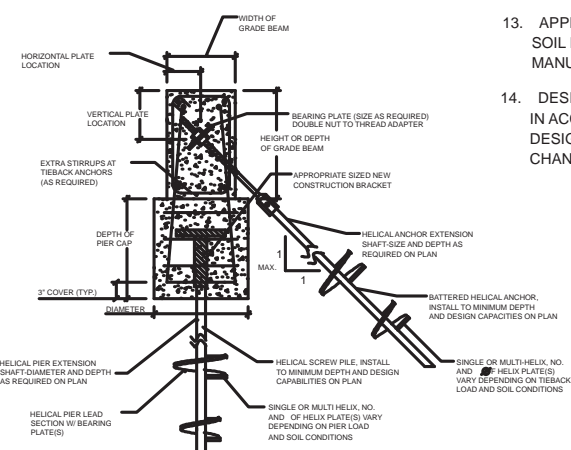 WIDTH OF
GRADE BEAM
HORIZONTAL PLATE
LOCATION
VERTICAL PLATE
LOCATION
BEARING PLATE (SIZE AS REQUIRED)
DOUBLE NUT TO THREAD ADAPTER
HEIGHT OR DEPTH
OF GRADE BEAM
EXTRA STIRRUPS AT
TIEBACK ANCHORS
(AS REQUIRED)
APPROPRIATE SIZED NEW
CONSTRUCTION BRACKET
DEPTH OF
PIER CAP
HELICAL ANCHOR EXTENSION
SHAFT-SIZE AND DEPTH AS
REQUIRED ON PLAN
1
MAX.
1
3" COVER (TYP.)
DIAMETER
BATTERED HELICAL ANCHOR,
INSTALL TO MINIMUM DEPTH
AND DESIGN CAPACITIES ON PLAN
HELICAL PIER EXTENSION
SHAFT-DIAMETER AND DEPTH
AS REQUIRED ON PLAN
HELICAL SCREW PILE, INSTALL
TO MINIMUM DEPTH AND DESIGN
CAPABILITIES ON PLAN
SINGLE OR MULTI-HELIX, NO.
AND OF HELIX PLATE(S)
VARY DEPENDING ON TIEBACK
LOAD AND SOIL CONDITIONS
HELICAL PIER LEAD
SECTION W/ BEARING
PLATE(S)
SINGLE OR MULTI HELIX, NO.
AND OF HELIX PLATE(S) VARY
DEPENDING ON PIER LOAD
AND SOIL CONDITIONS
13. APP
SOIL
MANU
14. DESI
IN ACC
DESIG
CHAN